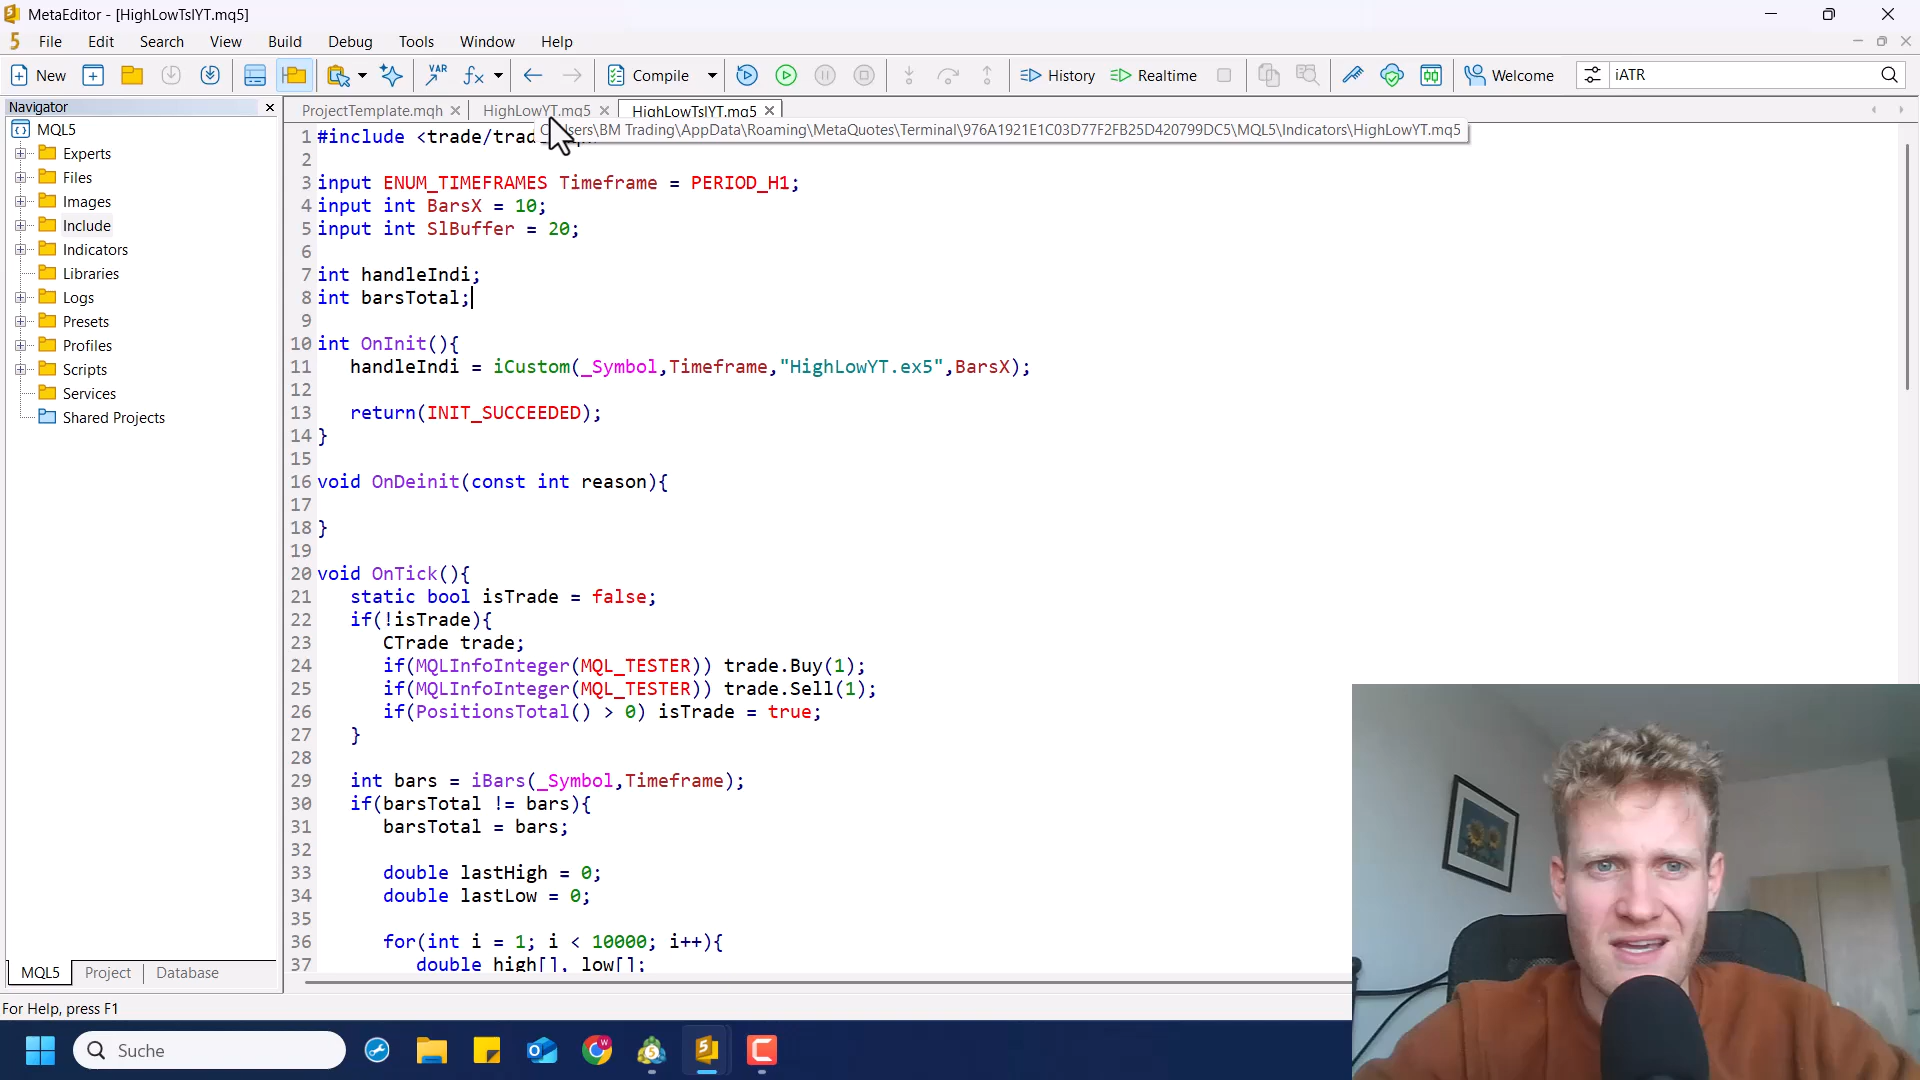 MetaEditor - [HighLowTslYT.mq5]
File Edit Search View Build Debug Tools Window Help
New Compile History Realtime Welcome iATR
Navigator
MQL5
Experts
Files
Images
Include
Indicators
Libraries
Logs
Presets
Profiles
Scripts
Services
Shared Projects
MQL5 Project Database
ProjectTemplate.mqh HighLowYT.mq5 HighLowTslYT.mq5
\BM Trading\AppData\Roaming\MetaQuotes\Terminal\976A1921E1C03D77F2FB25D420799DC5\MQL5\Indicators\HighLowYT.mq5
1 #include <trade/trad
2
3 input ENUM_TIMEFRAMES Timeframe = PERIOD_H1;
4 input int BarsX = 10;
5 input int SlBuffer = 20;
6
7 int handleIndi;
8 int barsTotal;
9
10 int OnInit(){
11 handleIndi = iCustom(_Symbol,Timeframe,"HighLowYT.ex5",BarsX);
12
13 return(INIT_SUCCEEDED);
14 }
15
16 void OnDeinit(const int reason){
17
18 }
19
20 void OnTick(){
21 static bool isTrade = false;
22 if(!isTrade){
23 CTrade trade;
24 if(MQLInfoInteger(MQL_TESTER)) trade.Buy(1);
25 if(MQLInfoInteger(MQL_TESTER)) trade.Sell(1);
26 if(PositionsTotal() > 0) isTrade = true;
27 }
28
29 int bars = iBars(_Symbol,Timeframe);
30 if(barsTotal != bars){
31 barsTotal = bars;
32
33 double lastHigh = 0;
34 double lastLow = 0;
35
36 for(int i = 1; i < 10000; i++){
37 double high[], low[];
For Help, press F1
Suche